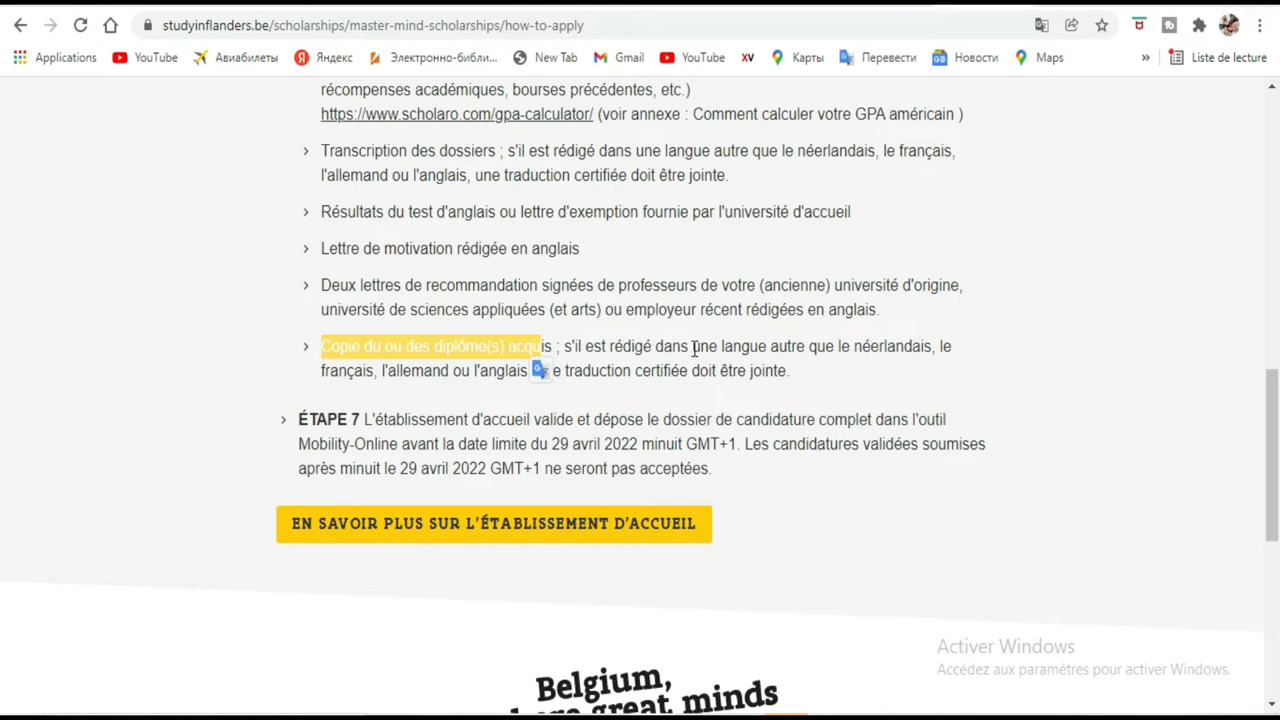 studyinflanders.be/scholarships/master-mind-scholarships/how-to-apply
Applications YouTube Авиабилеты Яндекс Электронно-библи... New Tab Gmail YouTube XV Карты Перевести Новости Maps » Liste de lecture
récompenses académiques, bourses précédentes, etc.)
https://www.scholaro.com/gpa-calculator/ (voir annexe : Comment calculer votre GPA américain )
Transcription des dossiers ; s'il est rédigé dans une langue autre que le néerlandais, le français,
l'allemand ou l'anglais, une traduction certifiée doit être jointe.
Résultats du test d'anglais ou lettre d'exemption fournie par l'université d'accueil
Lettre de motivation rédigée en anglais
Deux lettres de recommandation signées de professeurs de votre (ancienne) université d'origine,
université de sciences appliquées (et arts) ou employeur récent rédigées en anglais.
Copie du ou des diplôme(s) acquis ; s'il est rédigé dans une langue autre que le néerlandais, le
français, l'allemand ou l'anglais e traduction certifiée doit être jointe.
ÉTAPE 7 L'établissement d'accueil valide et dépose le dossier de candidature complet dans l'outil
Mobility-Online avant la date limite du 29 avril 2022 minuit GMT+1. Les candidatures validées soumises
après minuit le 29 avril 2022 GMT+1 ne seront pas acceptées.
EN SAVOIR PLUS SUR L'ÉTABLISSEMENT D'ACCUEIL
Activer Windows
Accédez aux paramètres pour activer Windows.
Belgium,
great minds